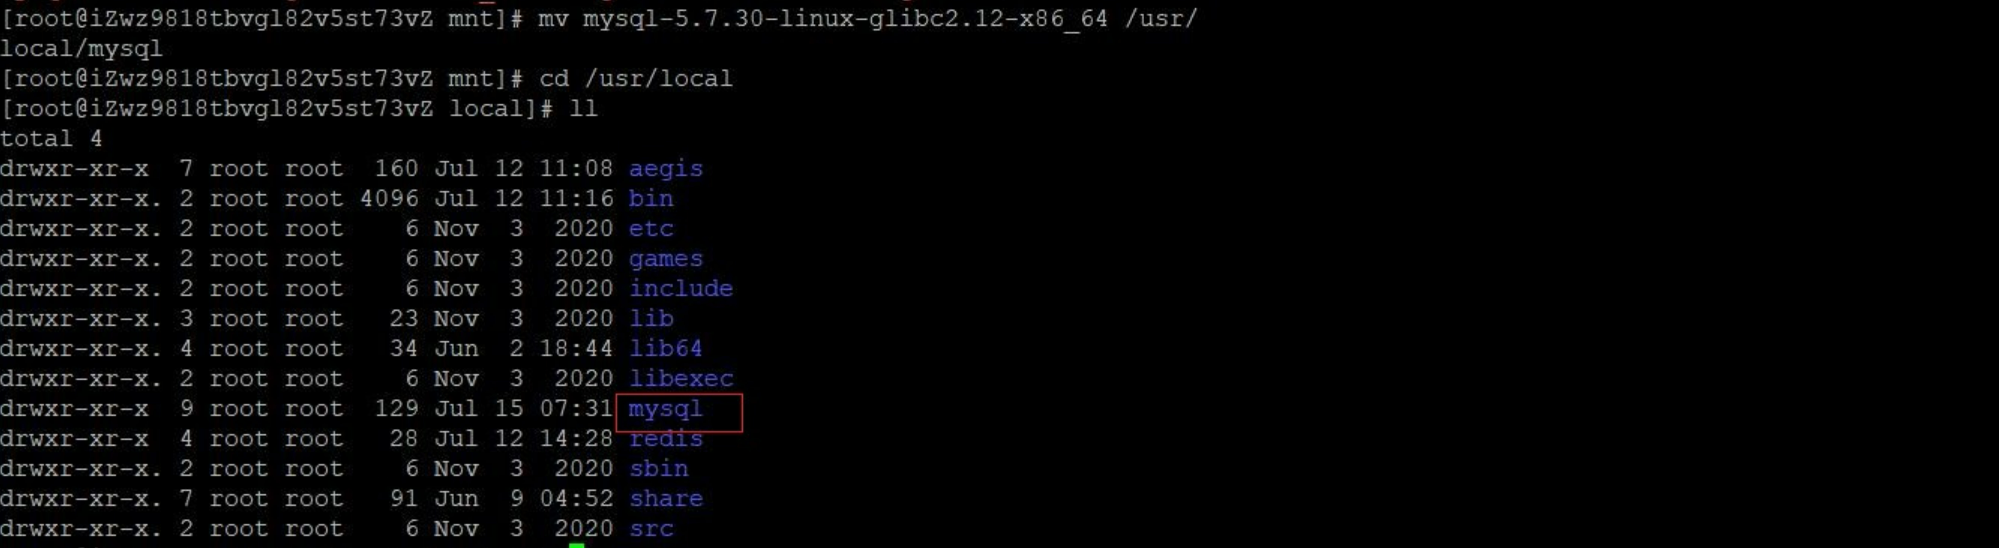 [root@iZwz9818tbvgl82v5st73vZ mnt]# mv mysql-5.7.30-linux-glibc2.12-x86_64 /usr/
local/mysql
[root@iZwz9818tbvgl82v5st73vZ mnt]# cd /usr/local
[root@iZwz9818tbvgl82v5st73vZ local]# ll
total 4
drwxr-xr-x  7 root root  160 Jul 12 11:08 aegis
drwxr-xr-x. 2 root root 4096 Jul 12 11:16 bin
drwxr-xr-x. 2 root root    6 Nov  3  2020 etc
drwxr-xr-x. 2 root root    6 Nov  3  2020 games
drwxr-xr-x. 2 root root    6 Nov  3  2020 include
drwxr-xr-x. 3 root root   23 Nov  3  2020 lib
drwxr-xr-x. 4 root root   34 Jun  2 18:44 lib64
drwxr-xr-x. 2 root root    6 Nov  3  2020 libexec
drwxr-xr-x  9 root root  129 Jul 15 07:31 mysql
drwxr-xr-x  4 root root   28 Jul 12 14:28 redis
drwxr-xr-x. 2 root root    6 Nov  3  2020 sbin
drwxr-xr-x. 7 root root   91 Jun  9 04:52 share
drwxr-xr-x. 2 root root    6 Nov  3  2020 src